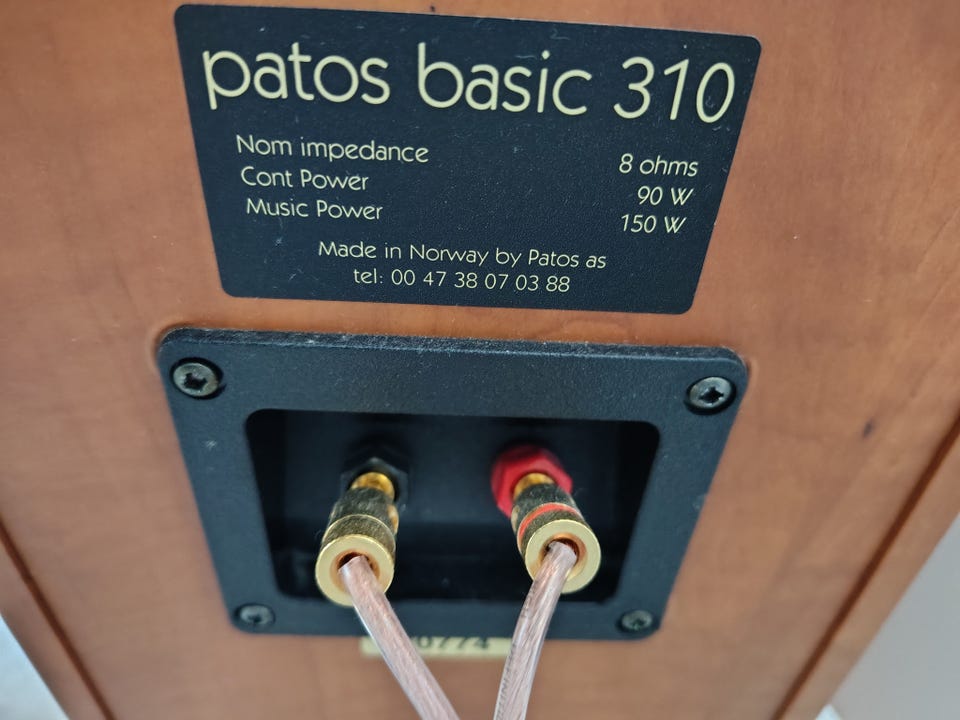 patos basic 310
Nom impedance 8 ohms
Cont Power 90 W
Music Power 150 W
Made in Norway by Patos as
tel: 00 47 38 07 03 88